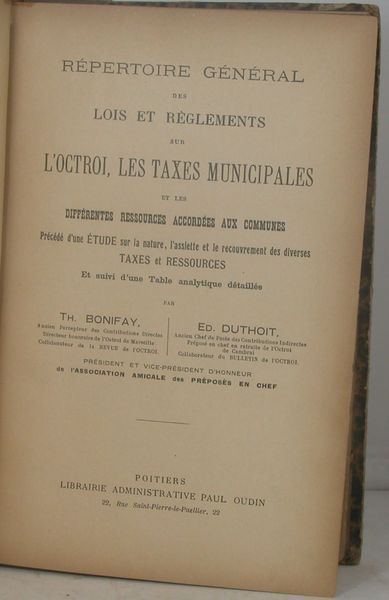 RÉPERTOIRE GÉNÉRAL
DES
LOIS ET RÈGLEMENTS
SUR
L'OCTROI, LES TAXES MUNICIPALES
ET LES
DIFFÉRENTES RESSOURCES ACCORDÉES AUX COMMUNES
Précédé d'une ÉTUDE sur la nature, l'assiette et le recouvrement des diverses
TAXES et RESSOURCES
Et suivi d'une Table analytique détaillée
PAR
TH. BONIFAY,
Ancien Percepteur des Contributions Directes
Directeur honoraire de l'Octroi de Marseille
Collaborateur de la REVUE de l'OCTROI.
ED. DUTHOIT,
Ancien Chef de Poste des Contributions Indirectes
Préposé en chef en retraite de l'Octroi
de Cambrai
Collaborateur du BULLETIN de l'OCTROI.
PRÉSIDENT ET VICE-PRÉSIDENT D'HONNEUR
de l'ASSOCIATION AMICALE des PRÉPOSÉS EN CHEF
POITIERS
LIBRAIRIE ADMINISTRATIVE PAUL OUDIN
22, Rue Saint-Pierre-le-Puellier, 22